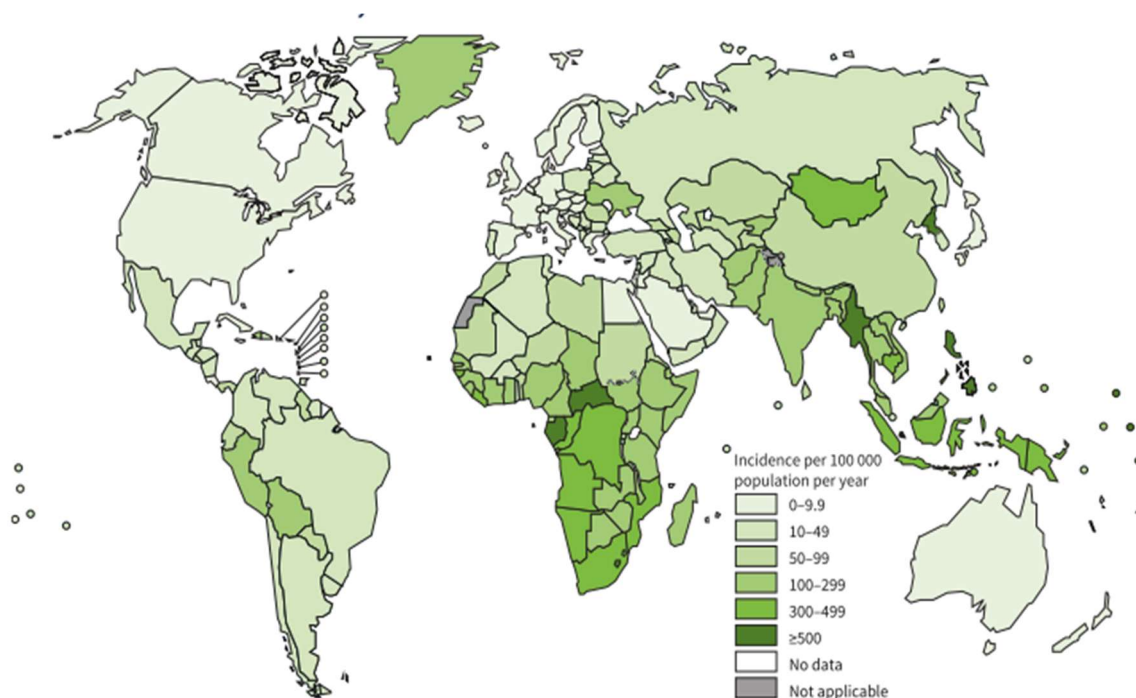 Incidence per 100 000
population per year
0–9.9
10–49
50–99
100–299
300–499
≥500
No data
Not applicable